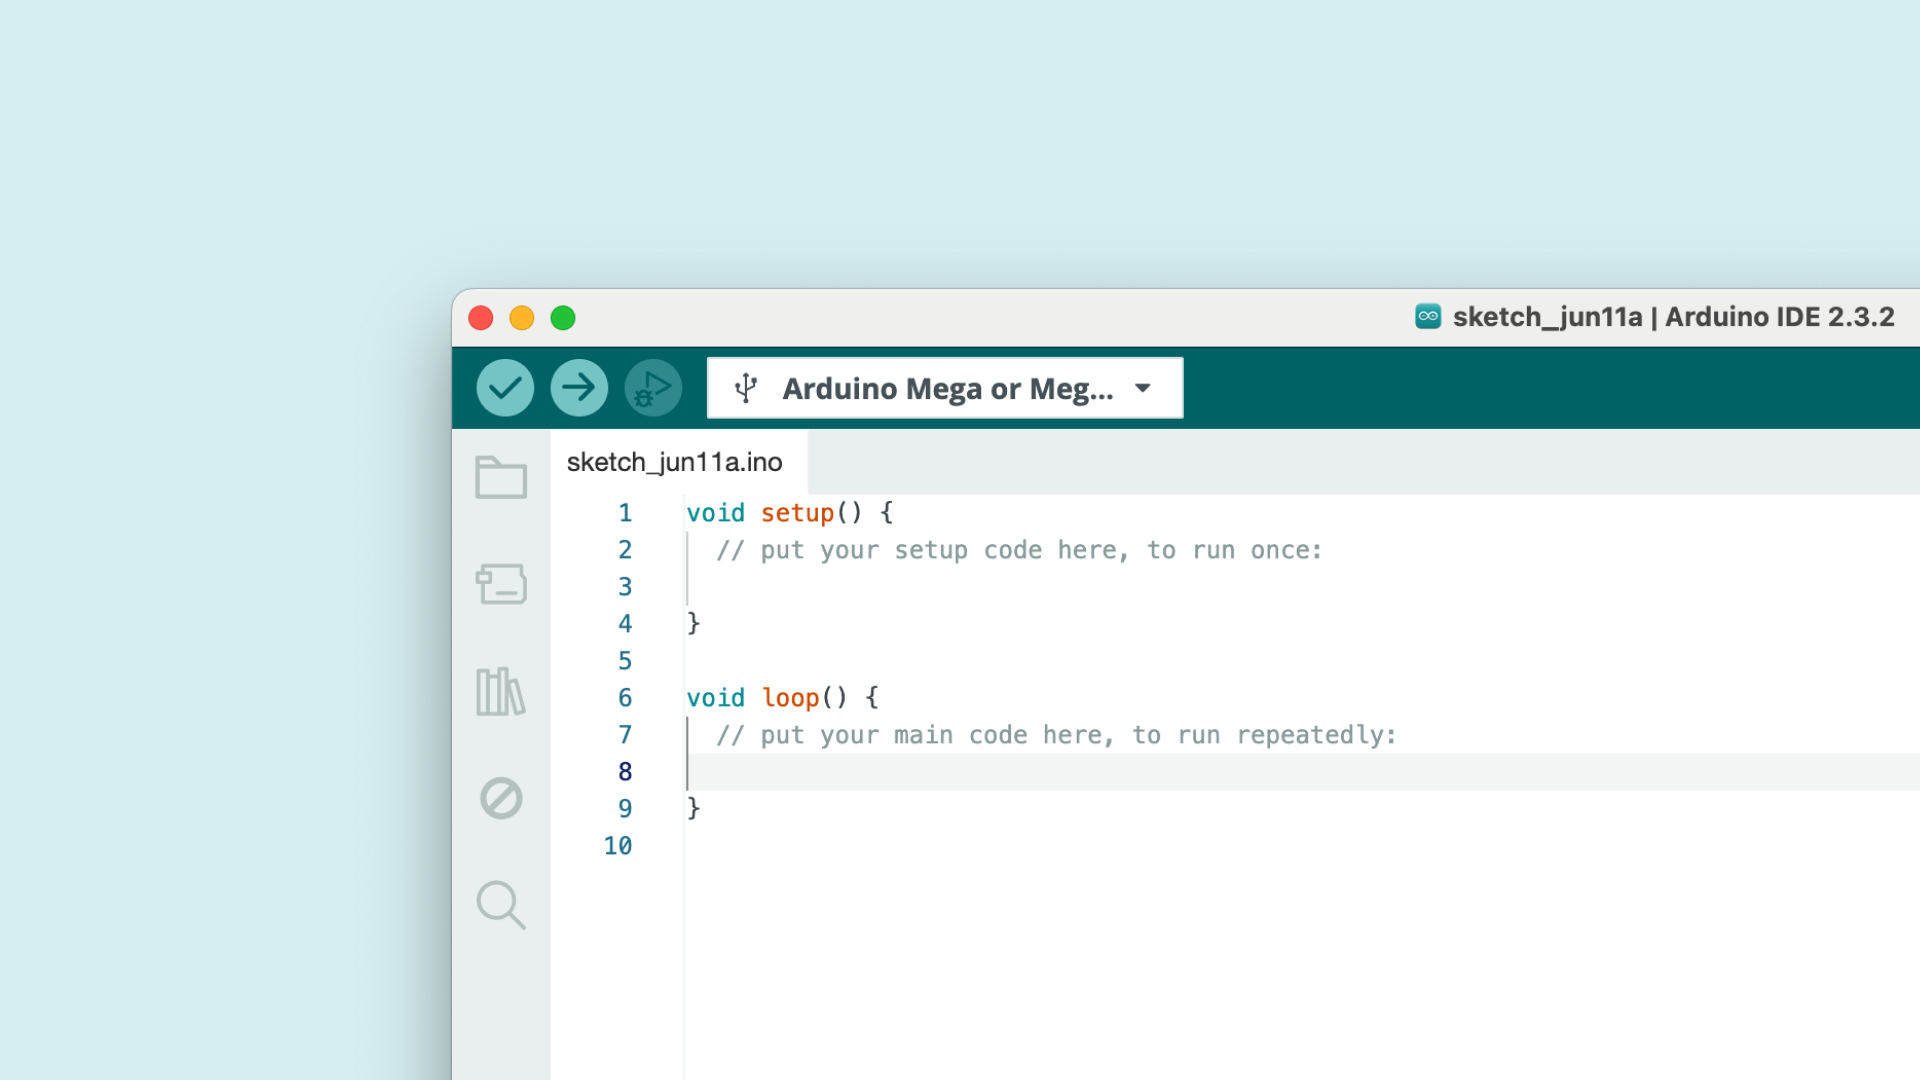 sketch_jun11a | Arduino IDE 2.3.2
Arduino Mega or Meg...
sketch_jun11a.ino
1 void setup() {
2 // put your setup code here, to run once:
3
4 }
5
6 void loop() {
7 // put your main code here, to run repeatedly:
8
9 }
10